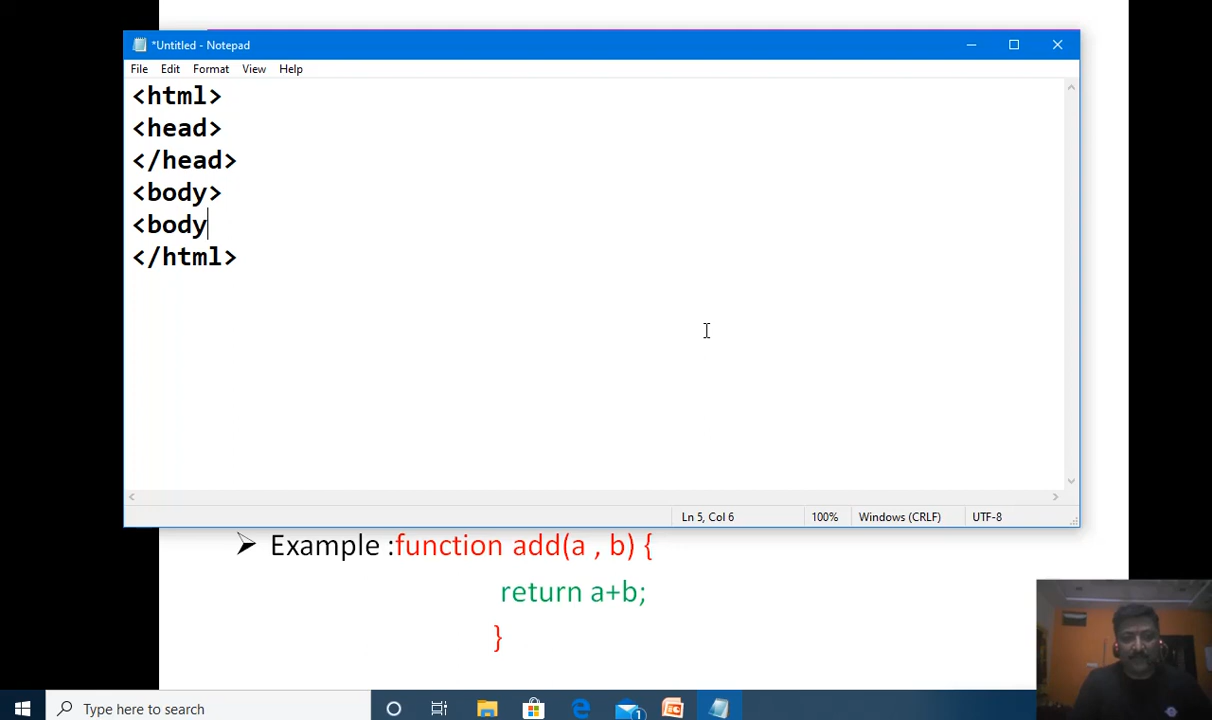 *Untitled - Notepad
File Edit Format View Help
<html>
<head>
</head>
<body>
<body
</html>
Ln 5, Col 6 100% Windows (CRLF) UTF-8
Example :function add(a , b) {
return a+b;
}
Type here to search
1